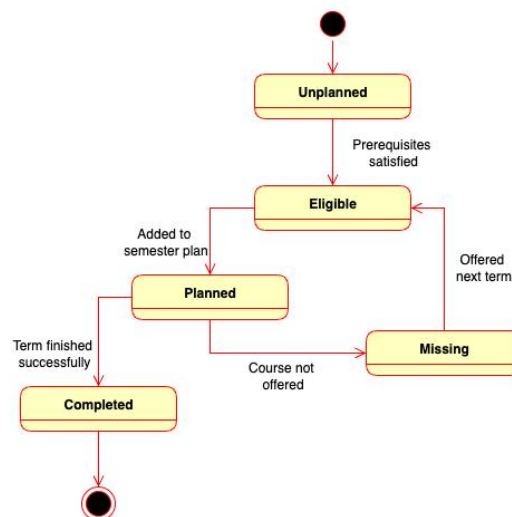 Unplanned
Prerequisites
satisfied
Eligible
Added to
semester plan
Offered
next term
Planned
Missing
Term finished
successfully
Course not
offered
Completed